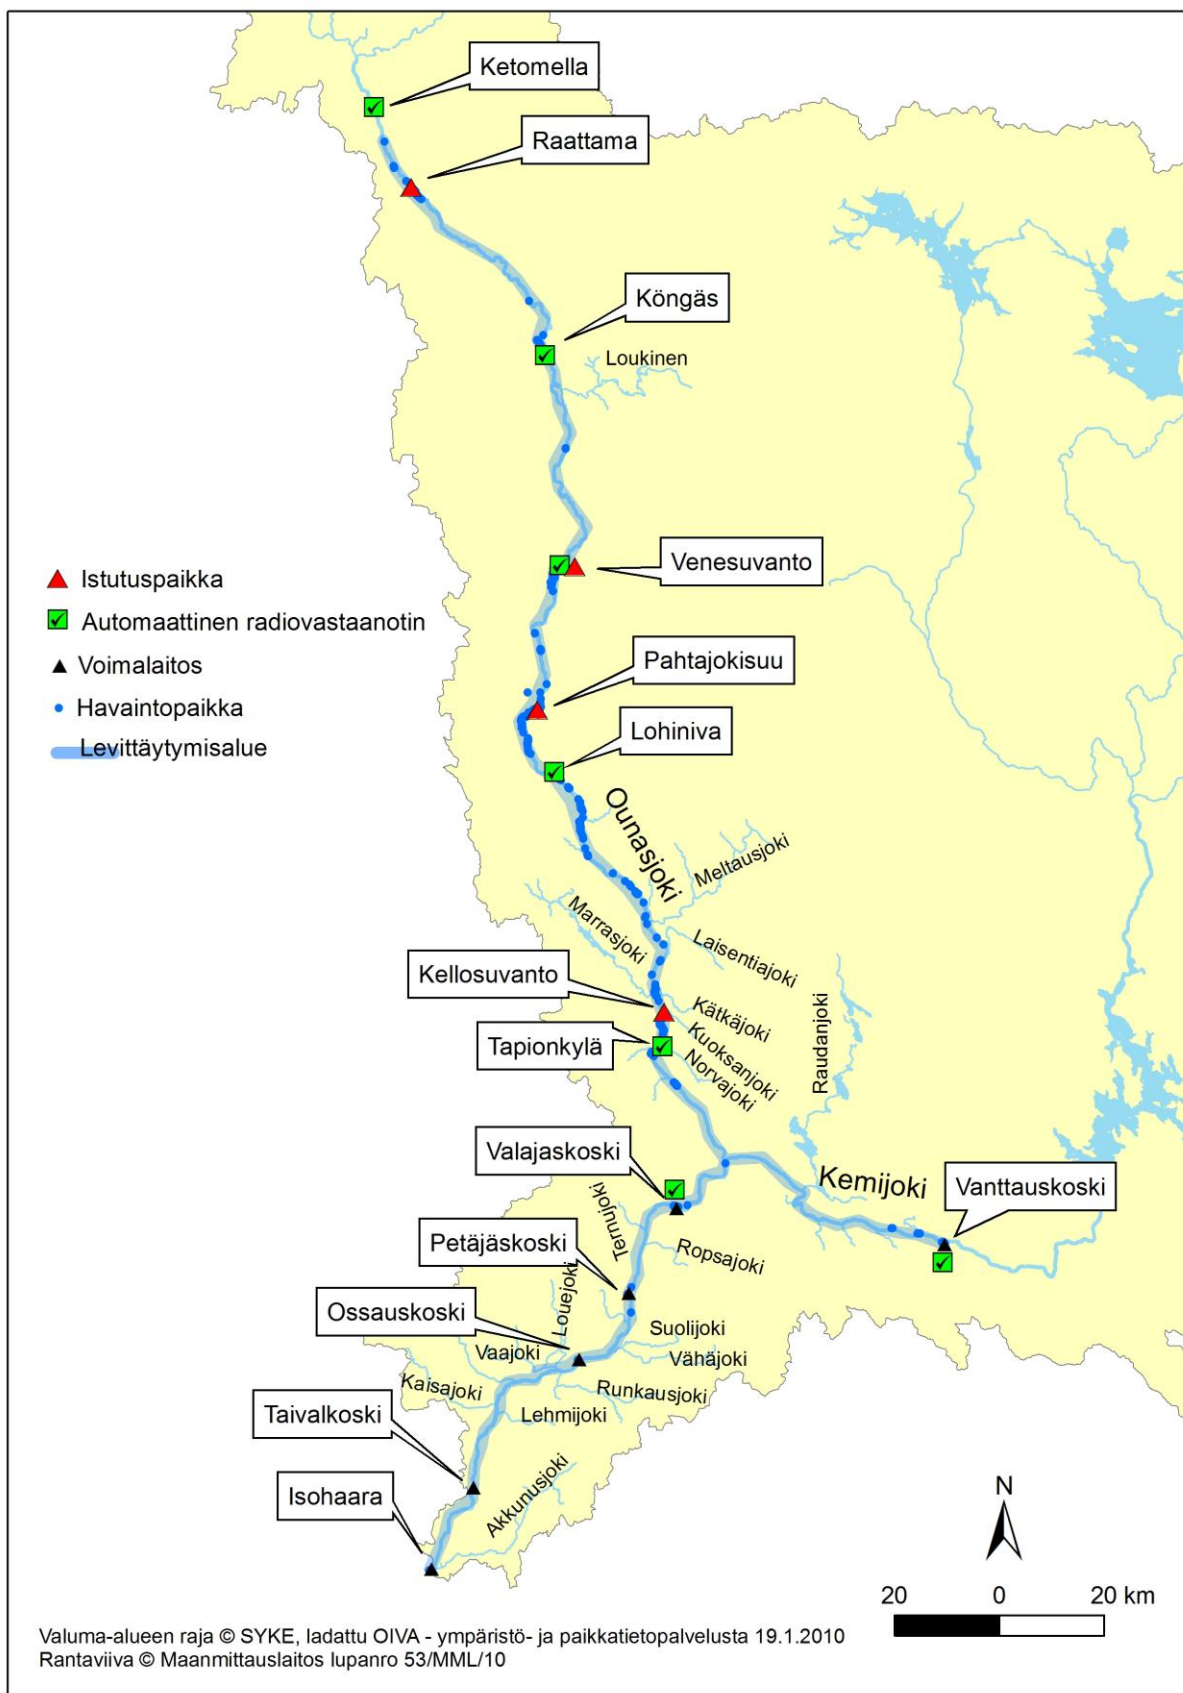 Ketomella
Raattama
Köngäs
Loukinen
Venesuvanto
Istutuspaikka
Automaattinen radiovastaanotin
Voimalaitos
Havaintopaikka
Levittäytymisalue
Pahtajokisuu
Lohiniva
Ounasjoki
Meltausjoki
Marrasjoki
Laisentiajoki
Kellosuvanto
Kätkäjoki
Kuoksanjoki
Tapionkylä
Norvajoki
Raudanjoki
Valajaskoski
Kemijoki
Vanttauskoski
Ternujoki
Petäjäskoski
Ropsajoki
Louejoki
Ossauskoski
Suolijoki
Vaajoki
Vähäjoki
Kaisajoki
Runkausjoki
Taivalkoski
Lehmijoki
Isohaara
Akkunusjoki
N
20 0 20 km
Valuma-alueen raja © SYKE, ladattu OIVA - ympäristö- ja paikkatietopalvelusta 19.1.2010
Rantaviiva © Maanmittauslaitos lupanro 53/MML/10